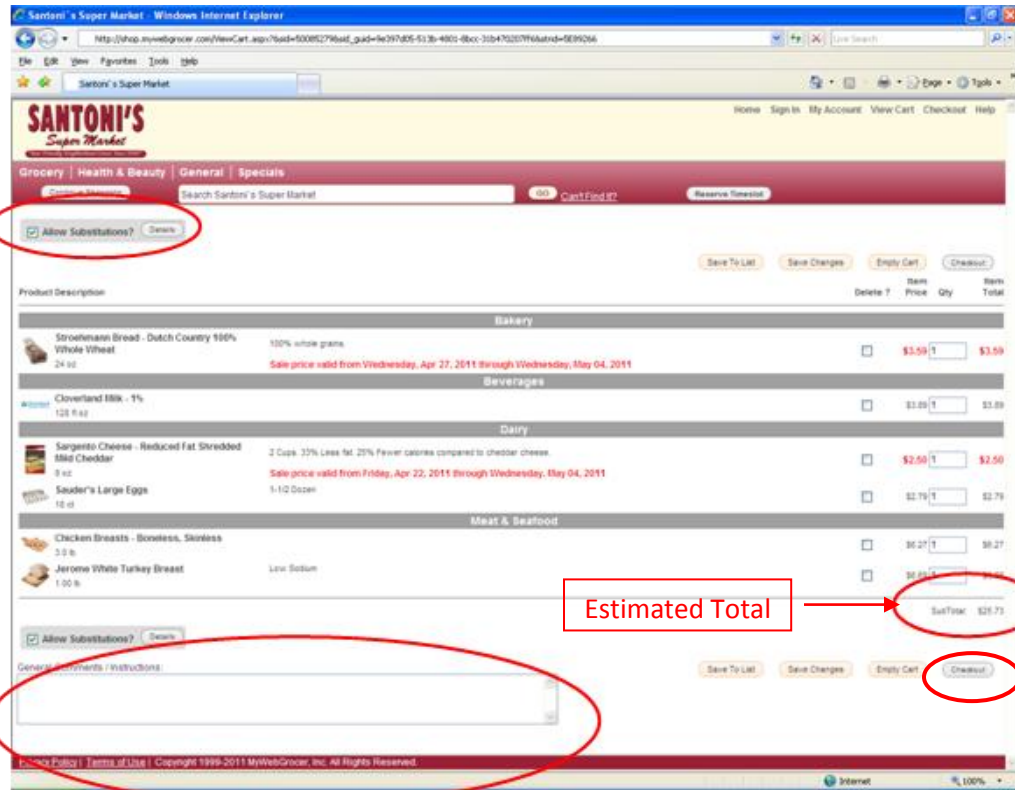 Santoni's Super Market - Windows Internet Explorer
Live Search
File Edit View Favorites Tools Help
Santoni's Super Market
Page Tools
SANTONI'S
Super Market
Home Sign In My Account View Cart Checkout Help
Grocery | Health & Beauty | General | Specials
Continue Shopping
Search Santoni's Super Market
GO
Can't Find It?
Reserve Timeslot
Allow Substitutions? Details
Save To List Save Changes Empty Cart Checkout
Product Description Delete ? Item Price Qty Item Total
Bakery
Stroehmann Bread - Dutch Country 100% Whole Wheat
24 oz
100% whole grains.
Sale price valid from Wednesday, Apr 27, 2011 through Wednesday, May 04, 2011
$3.59 1 $3.59
Beverages
Cloverland Milk - 1%
128 fl oz
1
Dairy
Sargento Cheese - Reduced Fat Shredded Mild Cheddar
8 oz
2 Cups. 33% Less fat. 25% Fewer calories compared to cheddar cheese.
Sale price valid from Friday, Apr 22, 2011 through Wednesday, May 04, 2011
$2.50 1 $2.50
Sauder's Large Eggs
18 ct
1-1/2 Dozen
$2.79 1 $2.79
Meat & Seafood
Chicken Breasts - Boneless, Skinless
3.0 lb
1
Jerome White Turkey Breast
1.00 lb
Low Sodium
Estimated Total
SubTotal: $25.73
Allow Substitutions? Details
General Comments / Instructions:
Save To List Save Changes Empty Cart Checkout
Privacy Policy | Terms of Use | Copyright 1999-2011 MyWebGrocer, Inc. All Rights Reserved.
Internet 100%